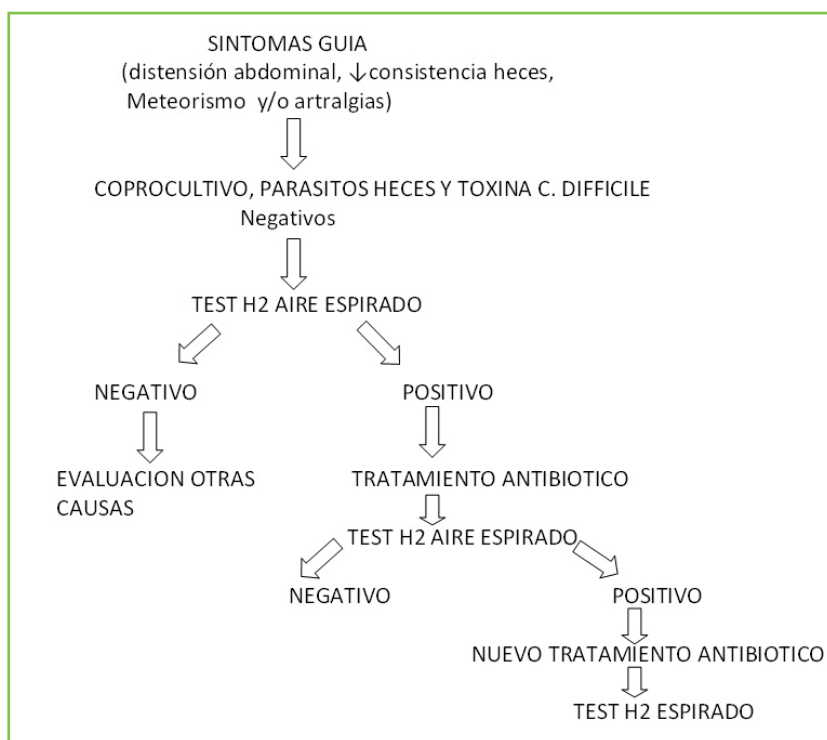 SINTOMAS GUIA
(distensión abdominal, ↓consistencia heces,
Meteorismo y/o artralgias)
COPROCULTIVO, PARASITOS HECES Y TOXINA C. DIFFICILE
Negativos
TEST H2 AIRE ESPIRADO
NEGATIVO
POSITIVO
EVALUACION OTRAS
CAUSAS
TRATAMIENTO ANTIBIOTICO
TEST H2 AIRE ESPIRADO
NEGATIVO
POSITIVO
NUEVO TRATAMIENTO ANTIBIOTICO
TEST H2 ESPIRADO